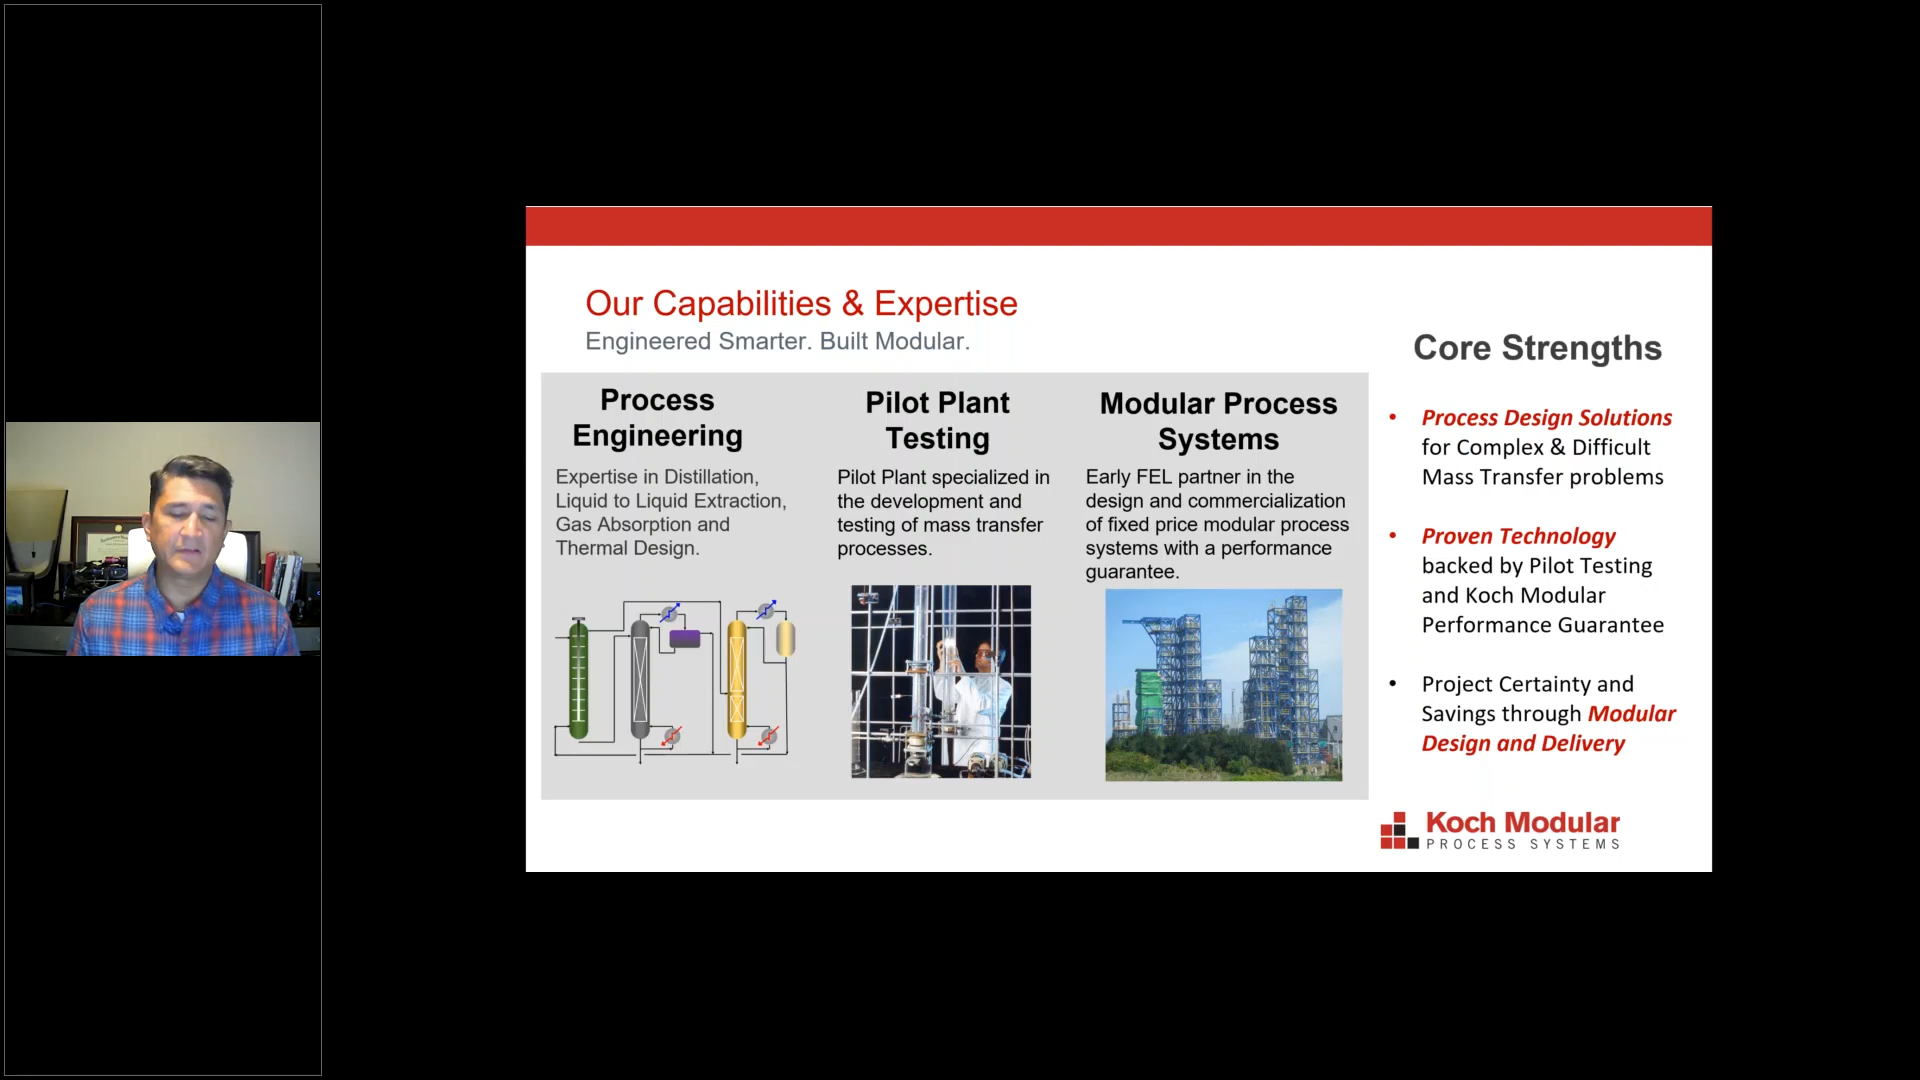 Our Capabilities & Expertise
Engineered Smarter. Built Modular.
Process
Engineering
Expertise in Distillation,
Liquid to Liquid Extraction,
Gas Absorption and
Thermal Design.
Pilot Plant
Testing
Pilot Plant specialized in
the development and
testing of mass transfer
processes.
Modular Process
Systems
Early FEL partner in the
design and commercialization
of fixed price modular process
systems with a performance
guarantee.
Core Strengths
• Process Design Solutions
for Complex & Difficult
Mass Transfer problems
• Proven Technology
backed by Pilot Testing
and Koch Modular
Performance Guarantee
• Project Certainty and
Savings through Modular
Design and Delivery
Koch Modular
PROCESS SYSTEMS